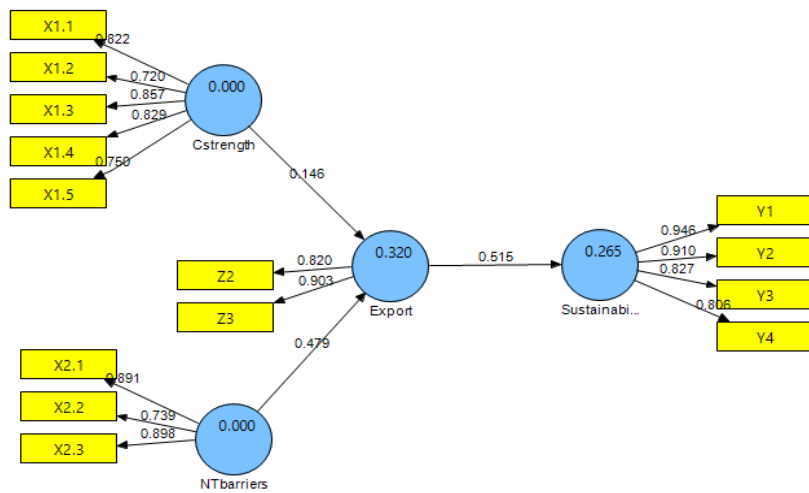 X1.1
0.822
X1.2
0.720
X1.3
0.857
X1.4
0.829
X1.5
0.750
0.000
Cstrength
0.146
Z2
0.820
Z3
0.903
0.320
Export
0.515
0.265
Sustainabi...
Y1
0.946
Y2
0.910
Y3
0.827
Y4
0.806
0.479
X2.1
0.891
X2.2
0.739
X2.3
0.898
0.000
NTbarriers